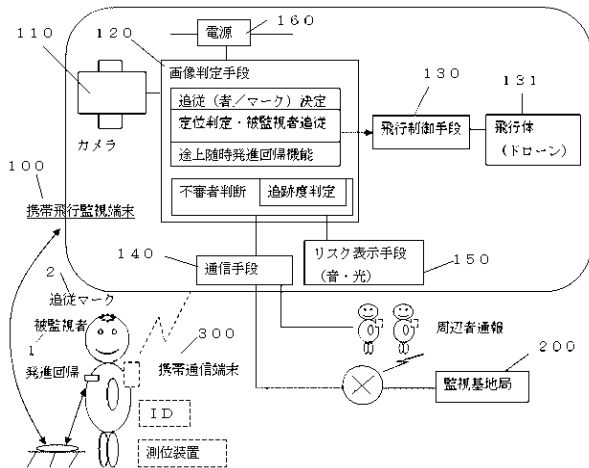 110
120
160
電源
画像判定手段
追従（者／マーク）決定
定位判定・被監視者追従
途上随時発進回帰機能
不審者判断
追跡度判定
130
飛行制御手段
131
飛行体
（ドローン）
カメラ
100
携帯飛行監視端末
140
通信手段
リスク表示手段
（音・光）
150
2
追従マーク
被監視者
1
発進回帰
300
携帯通信端末
ID
測位装置
周辺者通報
200
監視基地局